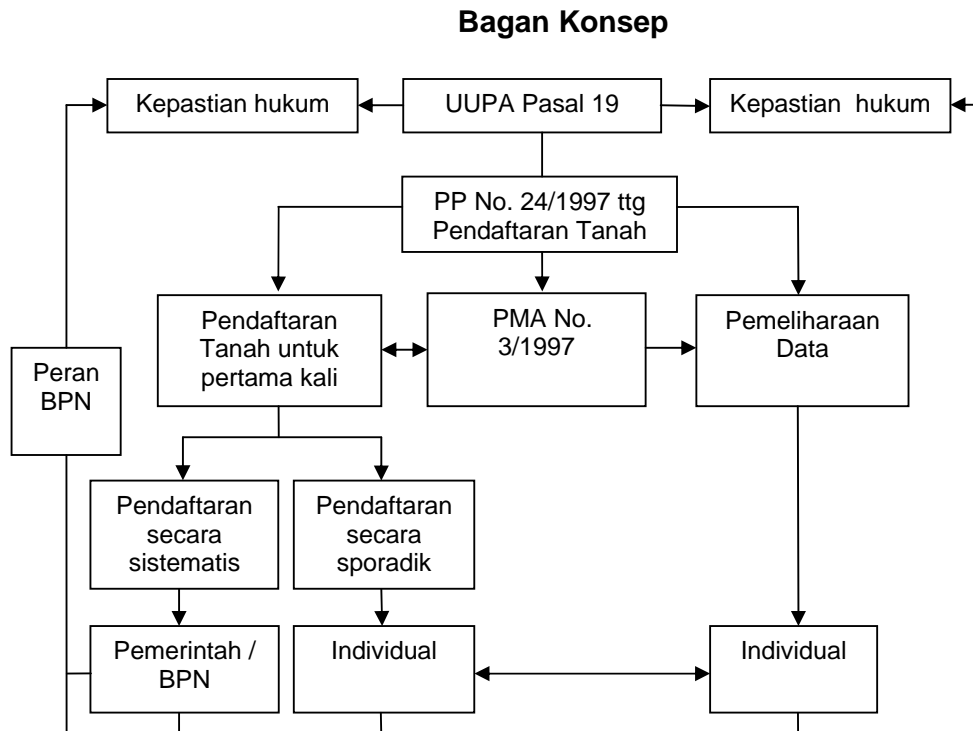 Bagan Konsep
Kepastian hukum
UUPA Pasal 19
Kepastian hukum
PP No. 24/1997 ttg
Pendaftaran Tanah
Pendaftaran
Tanah untuk
pertama kali
PMA No.
3/1997
Pemeliharaan
Data
Peran
BPN
Pendaftaran
secara
sistematis
Pendaftaran
secara
sporadik
Pemerintah /
BPN
Individual
Individual